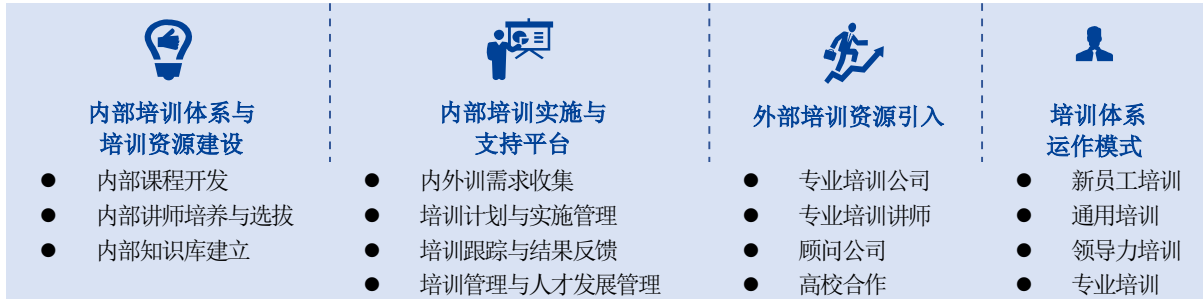 内部培训体系与
培训资源建设
● 内部课程开发
● 内部讲师培养与选拔
● 内部知识库建立
内部培训实施与
支持平台
● 内外训需求收集
● 培训计划与实施管理
● 培训跟踪与结果反馈
● 培训管理与人才发展管理
外部培训资源引入
● 专业培训公司
● 专业培训讲师
● 顾问公司
● 高校合作
培训体系
运作模式
● 新员工培训
● 通用培训
● 领导力培训
● 专业培训